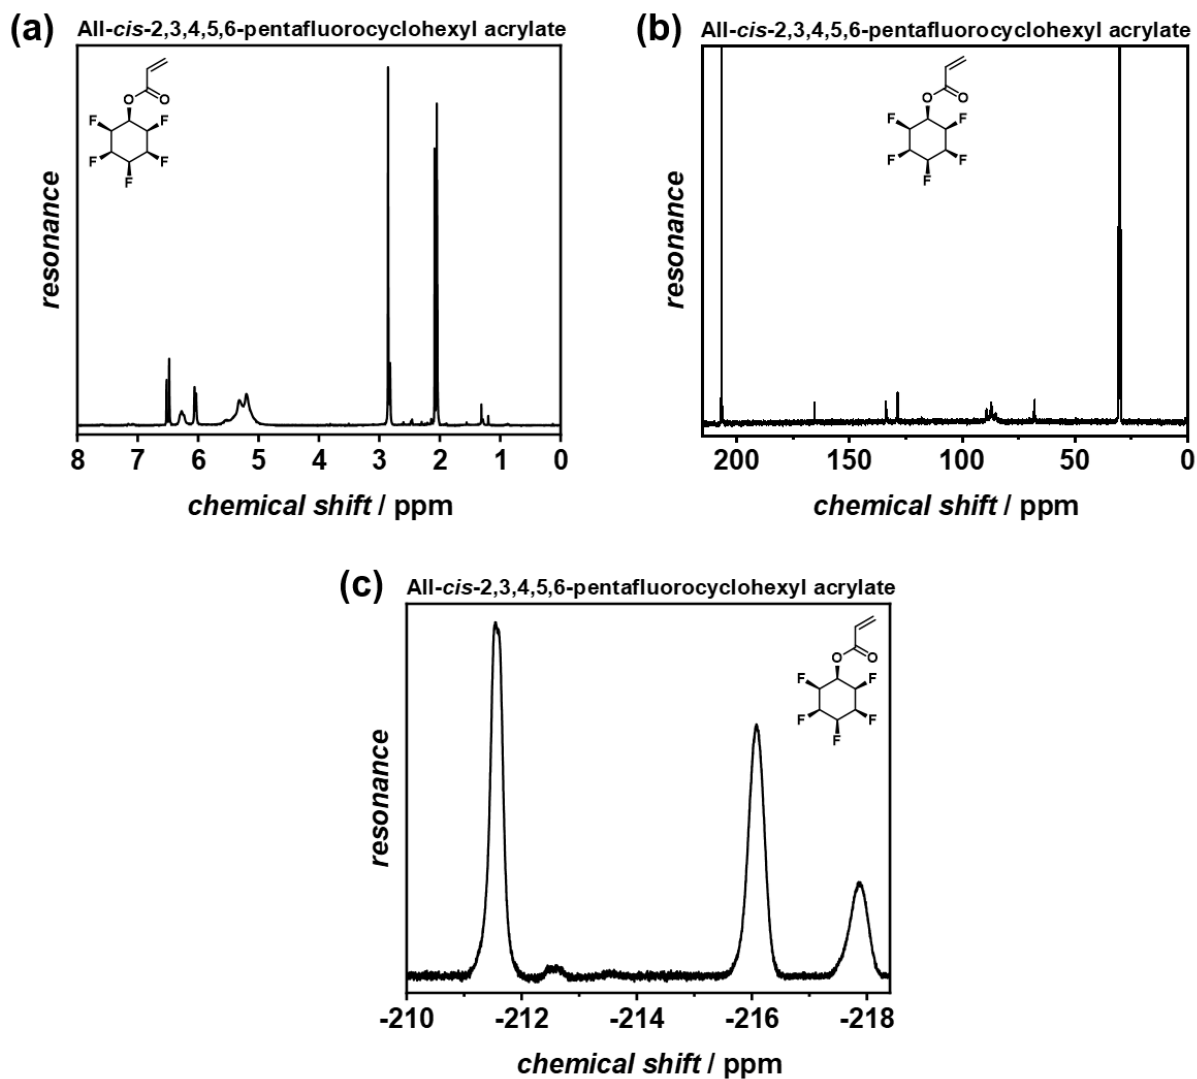 (a) All-cis-2,3,4,5,6-pentafluorocyclohexyl acrylate
O
O
F
F
F
F
F
resonance
8 7 6 5 4 3 2 1 0
chemical shift / ppm
(b) All-cis-2,3,4,5,6-pentafluorocyclohexyl acrylate
O
O
F
F
F
F
F
resonance
200 150 100 50 0
chemical shift / ppm
(c) All-cis-2,3,4,5,6-pentafluorocyclohexyl acrylate
O
O
F
F
F
F
F
resonance
-210 -212 -214 -216 -218
chemical shift / ppm